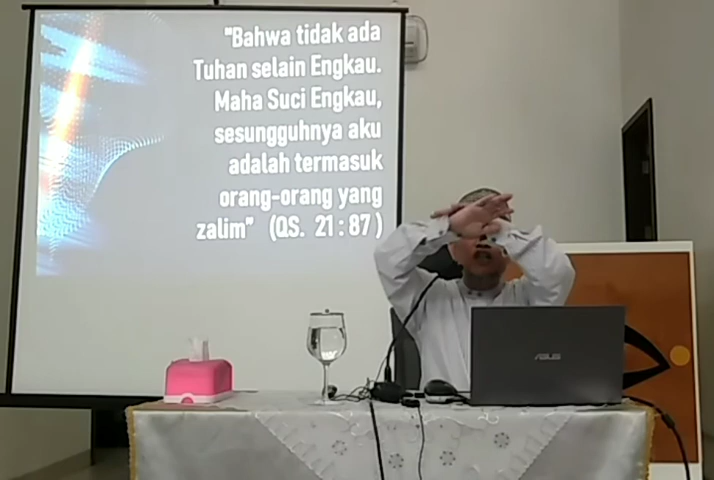 "Bahwa tidak ada
Tuhan selain Engkau.
Maha Suci Engkau,
sesungguhnya aku
adalah termasuk
orang-orang yang
zalim" (QS. 21 : 87 )
ASUS